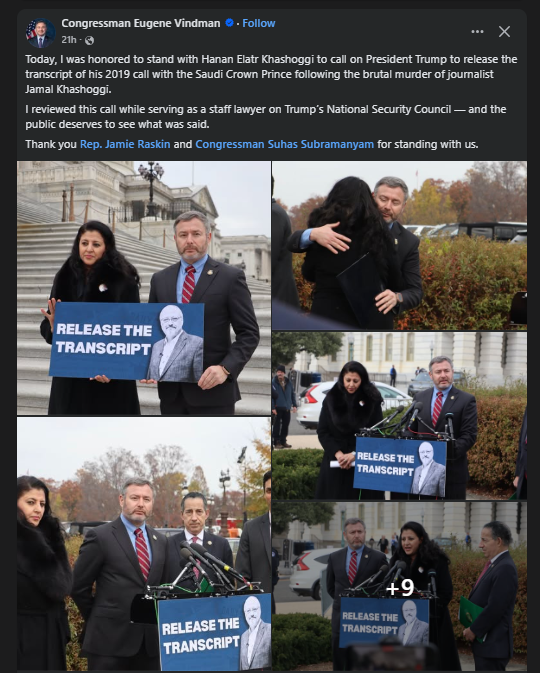 Congressman Eugene Vindman · Follow
21h ·
Today, I was honored to stand with Hanan Elatr Khashoggi to call on President Trump to release the
transcript of his 2019 call with the Saudi Crown Prince following the brutal murder of journalist
Jamal Khashoggi.
I reviewed this call while serving as a staff lawyer on Trump's National Security Council — and the
public deserves to see what was said.
Thank you Rep. Jamie Raskin and Congressman Suhas Subramanyam for standing with us.
RELEASE THE
TRANSCRIPT
RELEASE THE
TRANSCRIPT
RELEASE THE
TRANSCRIPT
+9
RELEASE THE
TRANSCRIPT